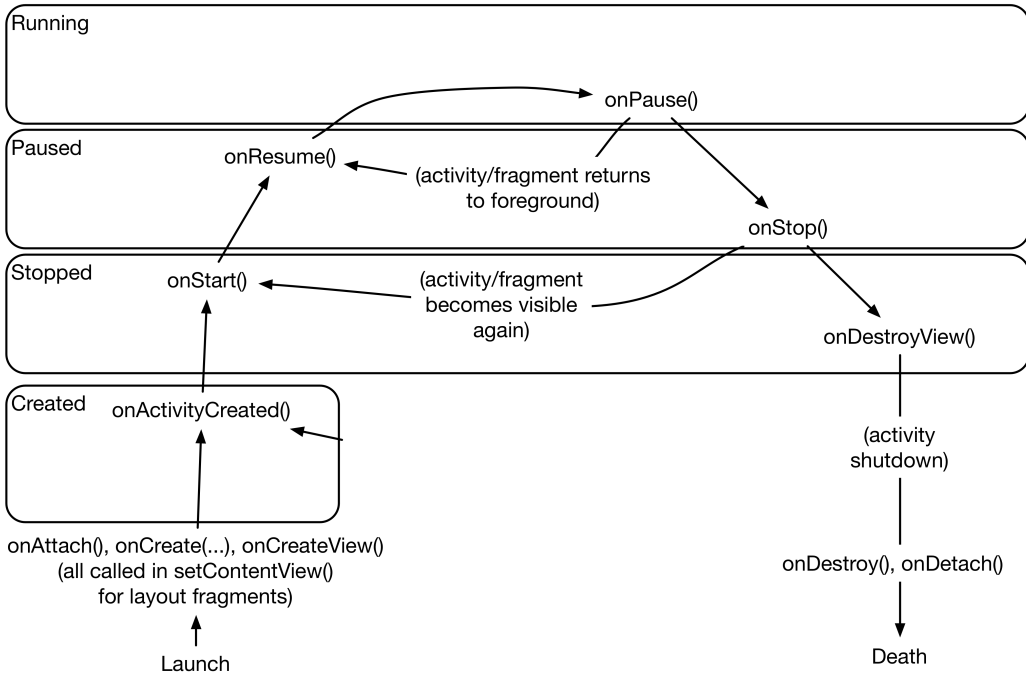 Running
onPause()
Paused
onResume()
(activity/fragment returns
to foreground)
onStop()
Stopped
onStart()
(activity/fragment
becomes visible
again)
onDestroyView()
Created
onActivityCreated()
(activity
shutdown)
onAttach(), onCreate(...), onCreateView()
(all called in setContentView()
for layout fragments)
onDestroy(), onDetach()
Launch
Death